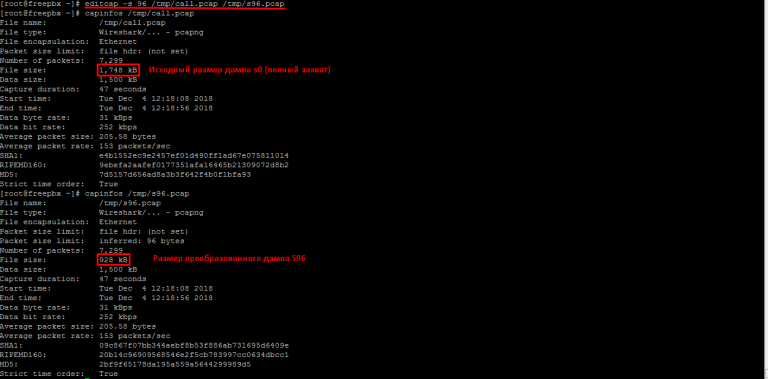 [root@freepbx ~]# editcap -s 96 /tmp/call.pcap /tmp/s96.pcap
[root@freepbx ~]# capinfos /tmp/call.pcap
File name: /tmp/call.pcap
File type: Wireshark/... - pcapng
File encapsulation: Ethernet
Packet size limit: file hdr: (not set)
Number of packets: 7,299
File size: 1,748 kB Исходный размер дампа s0 (полный захват)
Data size: 1,500 kB
Capture duration: 47 seconds
Start time: Tue Dec 4 12:18:08 2018
End time: Tue Dec 4 12:18:56 2018
Data byte rate: 31 kBps
Data bit rate: 252 kbps
Average packet size: 205.58 bytes
Average packet rate: 153 packets/sec
SHA1: e4b1552ec9e2457ef01d490ff1ad67e075811014
RIPEMD160: 9ebefa2aafef0177351afa16465b21309072d8b2
MD5: 7d5157d656ad8a3b3f642f4b0f1bfa93
Strict time order: True
[root@freepbx ~]# capinfos /tmp/s96.pcap
File name: /tmp/s96.pcap
File type: Wireshark/... - pcapng
File encapsulation: Ethernet
Packet size limit: file hdr: (not set)
Packet size limit: inferred: 96 bytes
Number of packets: 7,299
File size: 928 kB Размер преобразованного дампа S96
Data size: 1,500 kB
Capture duration: 47 seconds
Start time: Tue Dec 4 12:18:08 2018
End time: Tue Dec 4 12:18:56 2018
Data byte rate: 31 kBps
Data bit rate: 252 kbps
Average packet size: 205.58 bytes
Average packet rate: 153 packets/sec
SHA1: 09c867f07bb344aebf8b53f886ab731695d6409e
RIPEMD160: 20b14c96909568546e2f5cb783997cc0634dbcc1
MD5: 2bf9f65178da195a559a5644299989d5
Strict time order: True